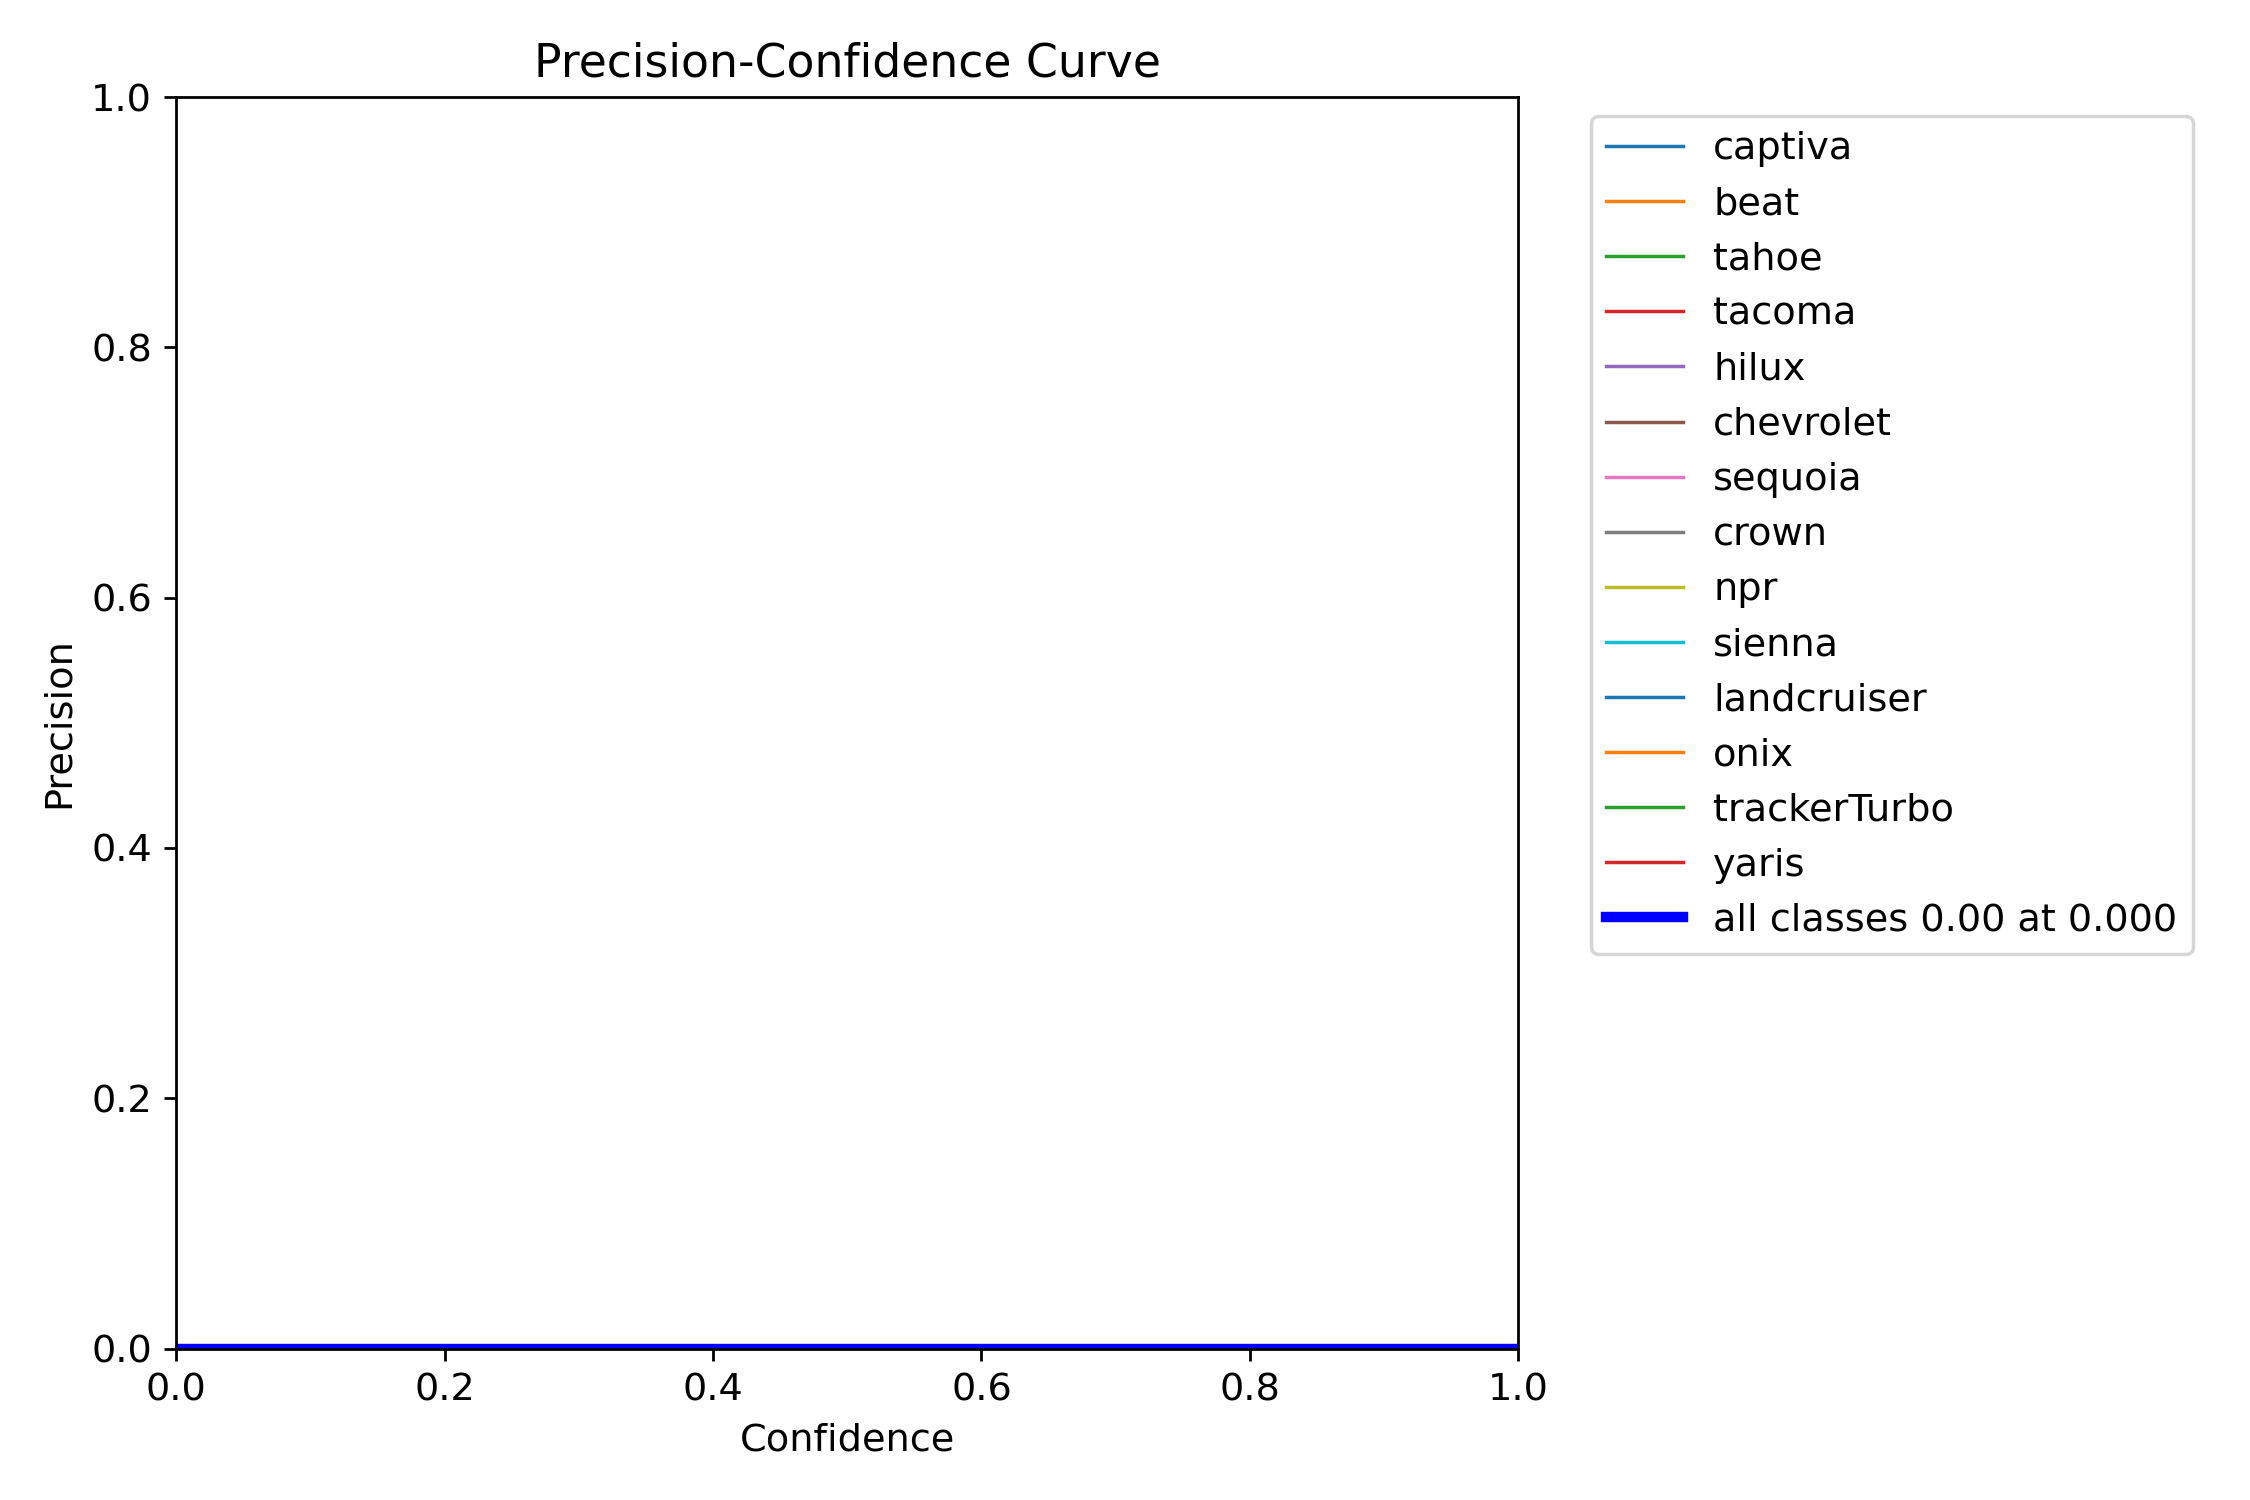 Precision-Confidence Curve
1.0
0.8
0.6
0.4
0.2
0.0
Precision
0.0 0.2 0.4 0.6 0.8 1.0
Confidence
captiva
beat
tahoe
tacoma
hilux
chevrolet
sequoia
crown
npr
sienna
landcruiser
onix
trackerTurbo
yaris
all classes 0.00 at 0.000